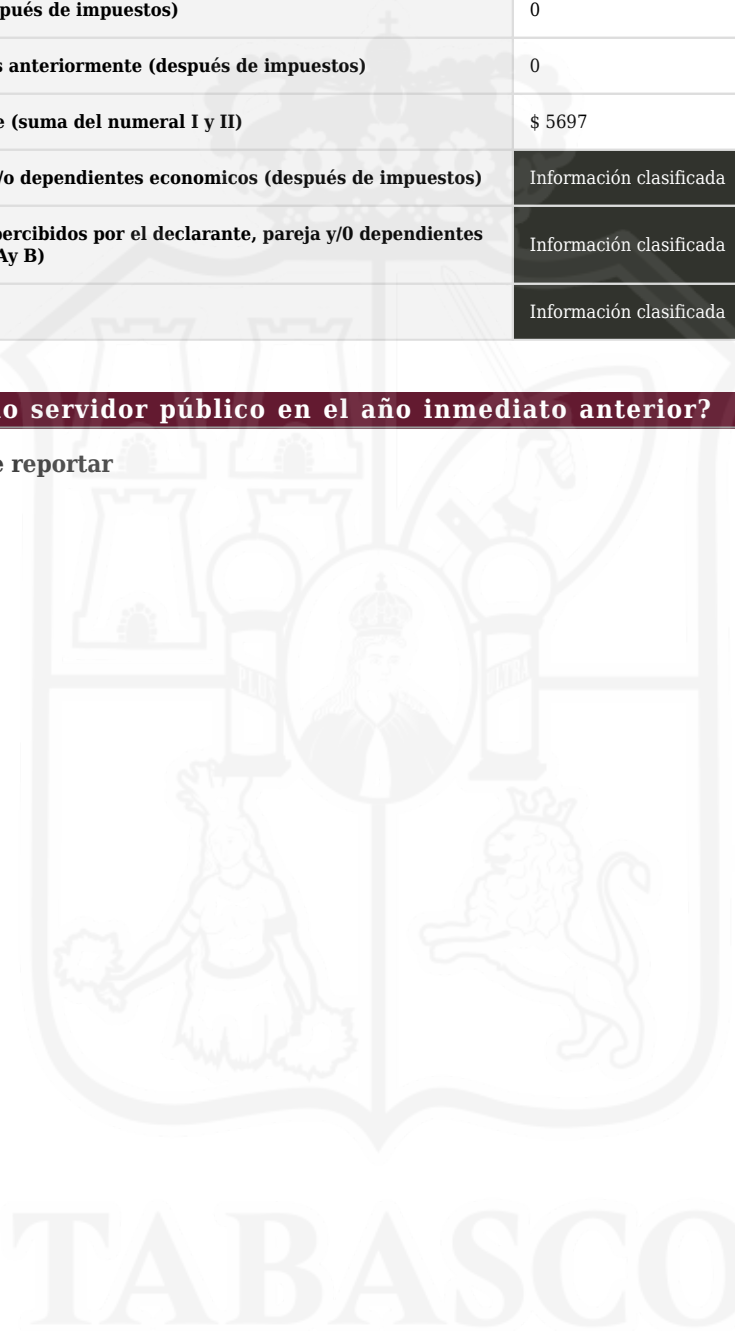 pués de impuestos)
0
s anteriormente (después de impuestos)
0
e (suma del numeral I y II)
$ 5697
/o dependientes economicos (después de impuestos)
Información clasificada
percibidos por el declarante, pareja y/0 dependientes
Ay B)
Información clasificada
Información clasificada
o servidor público en el año inmediato anterior?
e reportar
PLUS
ULTRA
TABASCO